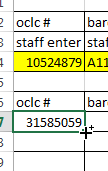 oclc #
staff enter
10524879
oclc #
31585059